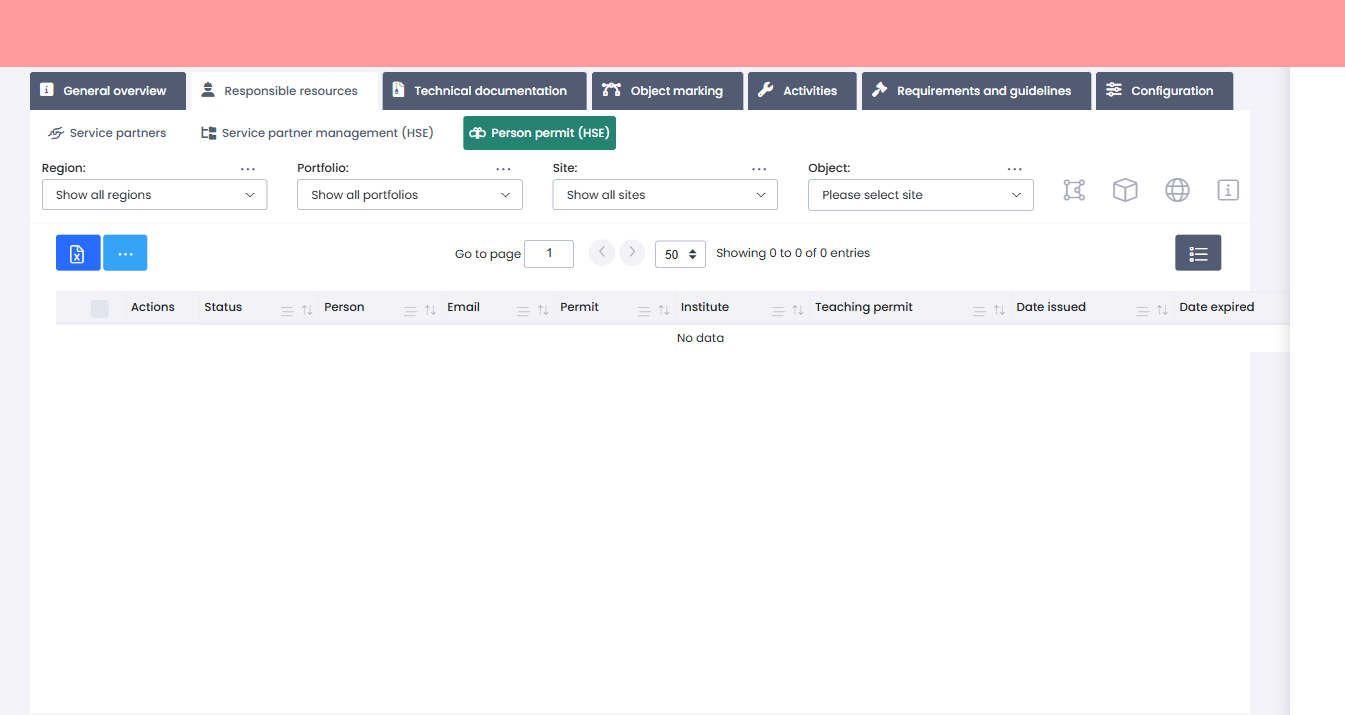 General overview Responsible resources Technical documentation Object marking Activities Requirements and guidelines Configuration
Service partners Service partner management (HSE) Person permit (HSE)
Region: ... Portfolio: ... Site: ... Object: ...
Show all regions Show all portfolios Show all sites Please select site
... Go to page 1 50 Showing 0 to 0 of 0 entries
Actions Status Person Email Permit Institute Teaching permit Date issued Date expired
No data